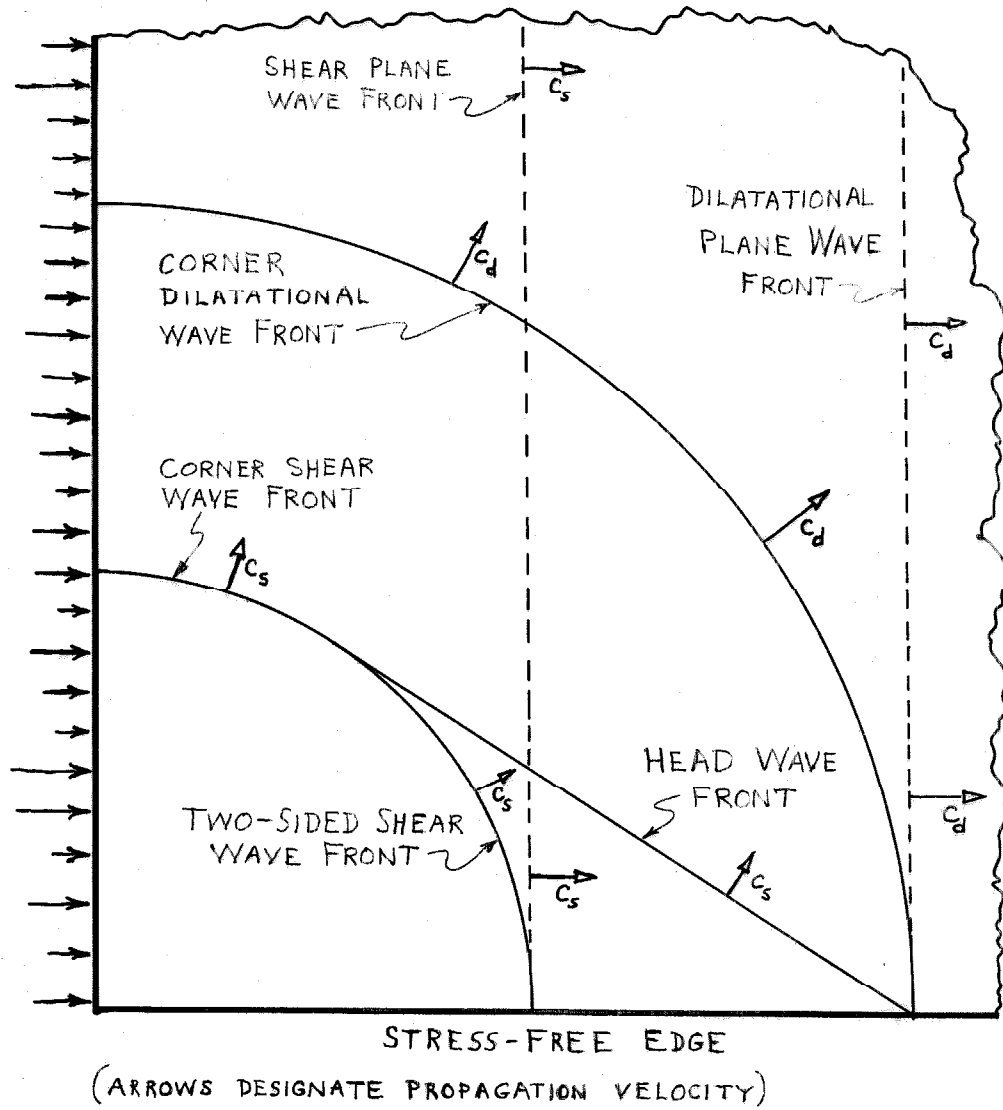 SHEAR PLANE
WAVE FRONT
Cs
DILATATIONAL
PLANE WAVE
FRONT
Cd
CORNER
DILATATIONAL
WAVE FRONT
Cd
Cd
CORNER SHEAR
WAVE FRONT
Cs
HEAD WAVE
FRONT
Cs
Cd
TWO-SIDED SHEAR
WAVE FRONT
Cs
Cs
STRESS-FREE EDGE
(ARROWS DESIGNATE PROPAGATION VELOCITY)